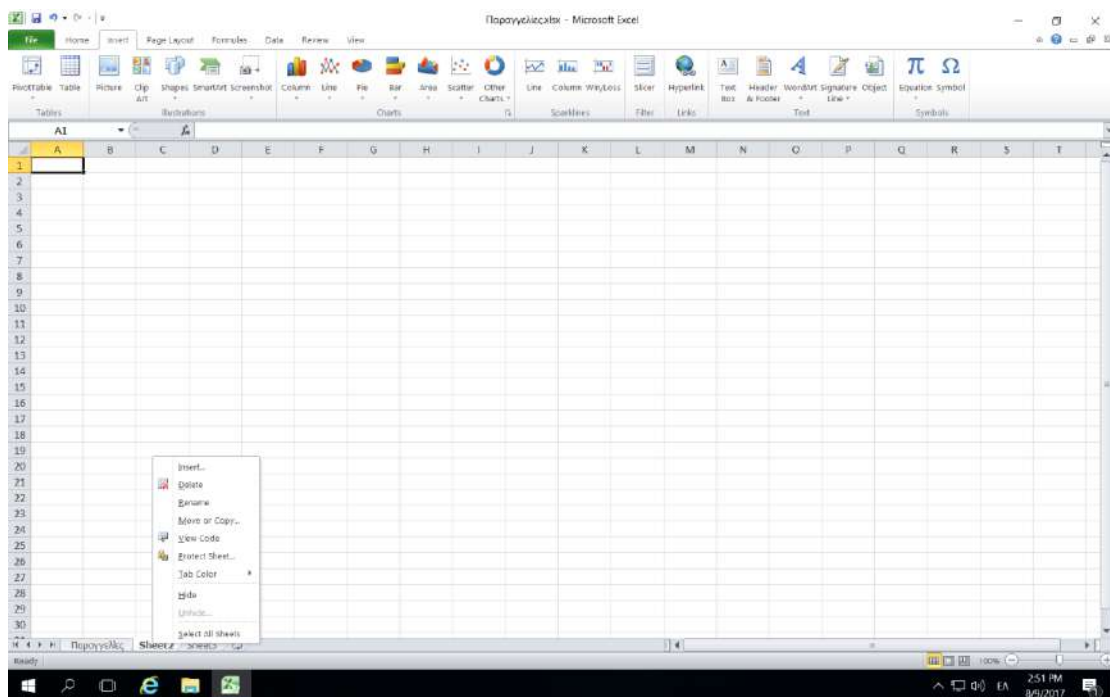 Παραγγελίες.xlsx - Microsoft Excel
File Home Insert Page Layout Formulas Data Review View
PivotTable Table Picture Clip Art Shapes SmartArt Screenshot Column Line Pie Bar Area Scatter Other Charts Line Column Win/Loss Slicer Hyperlink Text Box Header & Footer WordArt Signature Line Object Equation Symbol
Tables Illustrations Charts Sparklines Filter Links Text Symbols
A1 fx
A B C D E F G H I J K L M N O P Q R S T
1
2
3
4
5
6
7
8
9
10
11
12
13
14
15
16
17
18
19
20
21
22
23
24
25
26
27
28
29
30
Insert...
Delete
Rename
Move or Copy...
View Code
Protect Sheet...
Tab Color
Hide
Unhide...
Select All Sheets
Παραγγελίες Sheet2 Sheet3
Ready 100%
ΕΛ 2:51 PM
8/9/2017